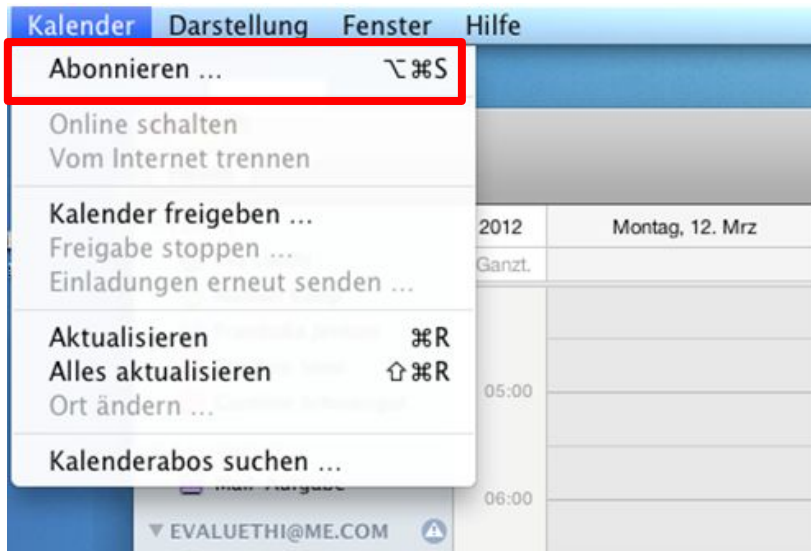 Kalender Darstellung Fenster Hilfe
Abonnieren ... ⌥⌘S
Online schalten
Vom Internet trennen
Kalender freigeben ...
Freigabe stoppen ...
Einladungen erneut senden ...
Aktualisieren ⌘R
Alles aktualisieren ⇧⌘R
Ort ändern ...
Kalenderabos suchen ...
2012 Montag, 12. Mrz
Ganzt.
05:00
06:00
EVALUETHI@ME.COM